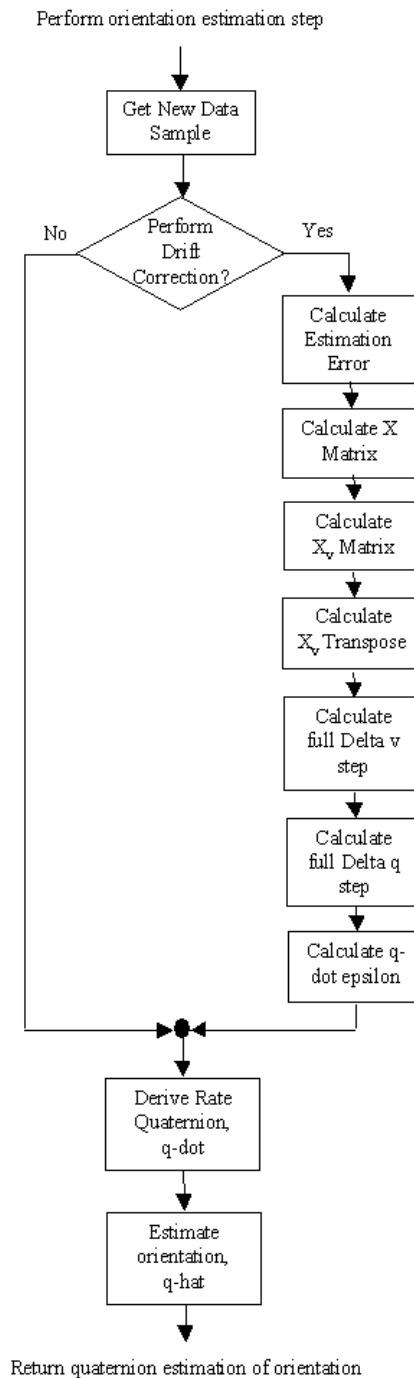 Perform orientation estimation step
Get New Data
Sample
No
Perform
Drift
Correction?
Yes
Calculate
Estimation
Error
Calculate X
Matrix
Calculate
Xv Matrix
Calculate
Xv Transpose
Calculate
full Delta v
step
Calculate
full Delta q
step
Calculate q-
dot epsilon
Derive Rate
Quaternion,
q-dot
Estimate
orientation,
q-hat
Return quaternion estimation of orientation